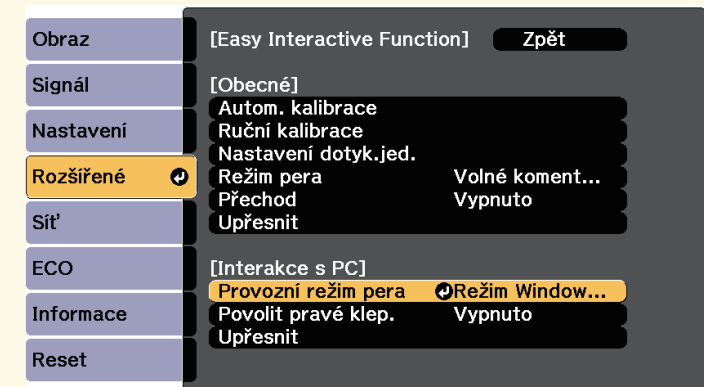 Obraz
Signál
Nastavení
Rozšířené
Síť
ECO
Informace
Reset
[Easy Interactive Function] Zpět
[Obecné]
Autom. kalibrace
Ruční kalibrace
Nastavení dotyk.jed.
Režim pera Volné koment...
Přechod Vypnuto
Upřesnit
[Interakce s PC]
Provozní režim pera Režim Window...
Povolit pravé klep. Vypnuto
Upřesnit